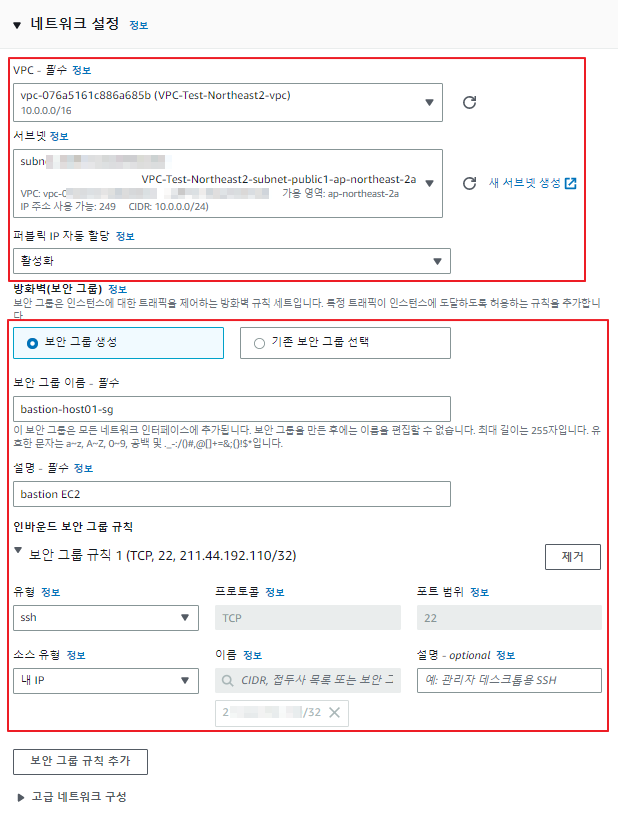 네트워크 설정 정보
VPC - 필수 정보
vpc-076a5161c886a685b (VPC-Test-Northeast2-vpc)
10.0.0.0/16
서브넷 정보
subn
VPC-Test-Northeast2-subnet-public1-ap-northeast-2a
새 서브넷 생성
VPC: vpc-0 가용 영역: ap-northeast-2a
IP 주소 사용 가능: 249 CIDR: 10.0.0.0/24)
퍼블릭 IP 자동 할당 정보
활성화
방화벽(보안 그룹) 정보
보안 그룹은 인스턴스에 대한 트래픽을 제어하는 방화벽 규칙 세트입니다. 특정 트래픽이 인스턴스에 도달하도록 허용하는 규칙을 추가합니
다.
보안 그룹 생성 기존 보안 그룹 선택
보안 그룹 이름 - 필수
bastion-host01-sg
이 보안 그룹은 모든 네트워크 인터페이스에 추가됩니다. 보안 그룹을 만든 후에는 이름을 편집할 수 없습니다. 최대 길이는 255자입니다. 유
효한 문자는 a~z, A~Z, 0~9, 공백 및 ._-:/()#,@[]+=&;{}!$*입니다.
설명 - 필수 정보
bastion EC2
인바운드 보안 그룹 규칙
보안 그룹 규칙 1 (TCP, 22, 211.44.192.110/32) 제거
유형 정보 프로토콜 정보 포트 범위 정보
ssh TCP 22
소스 유형 정보 이름 정보 설명 - optional 정보
내 IP CIDR, 접두사 목록 또는 보안 그 예: 관리자 데스크톱용 SSH
2 /32
보안 그룹 규칙 추가
고급 네트워크 구성